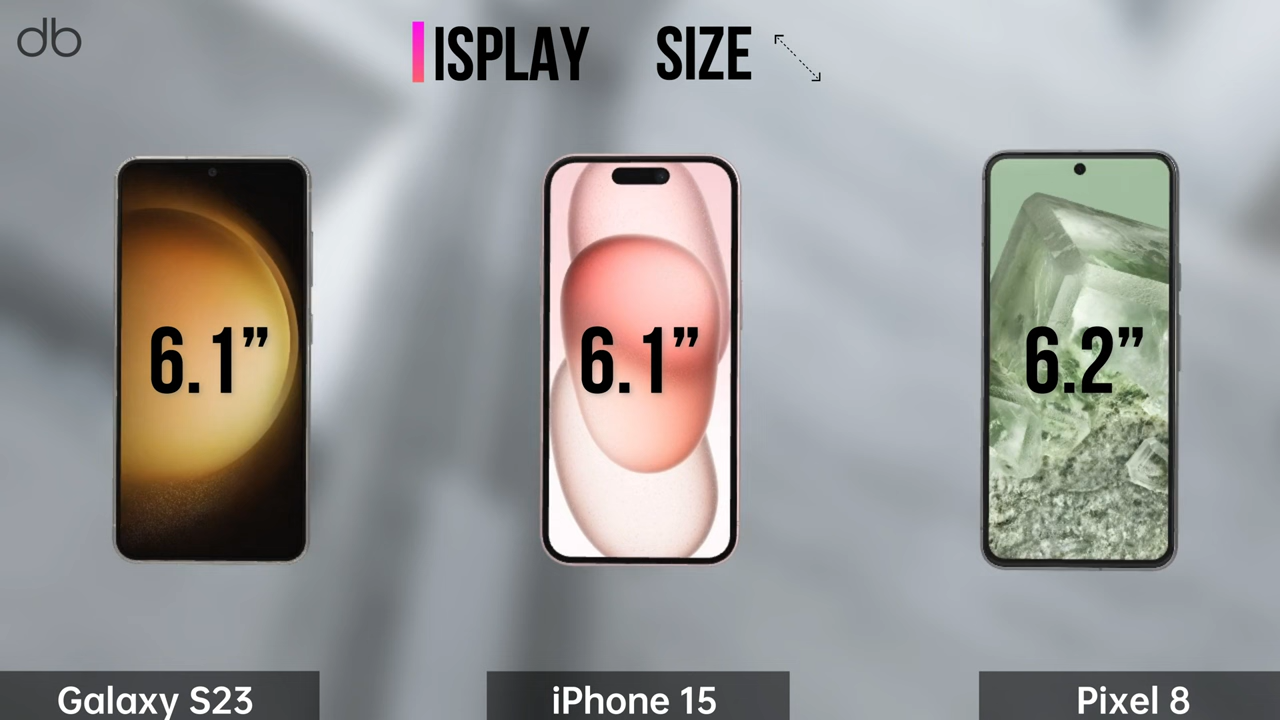 db
ISPLAY SIZE
6.1”
6.1”
6.2”
Galaxy S23
iPhone 15
Pixel 8